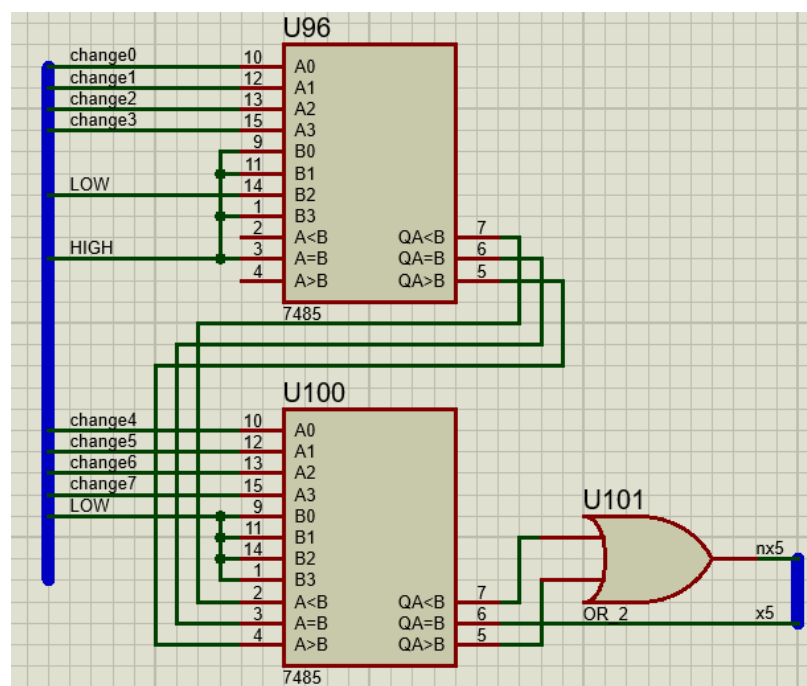 U96
change0 10 A0
change1 12 A1
change2 13 A2
change3 15 A3
9 B0
11 B1
LOW 14 B2
1 B3
2 A<B QA<B 7
HIGH 3 A=B QA=B 6
4 A>B QA>B 5
7485
U100
change4 10 A0
change5 12 A1
change6 13 A2
change7 15 A3
LOW 9 B0
11 B1
14 B2
1 B3
2 A<B QA<B 7
3 A=B QA=B 6
4 A>B QA>B 5
7485
U101
nx5
OR_2
x5